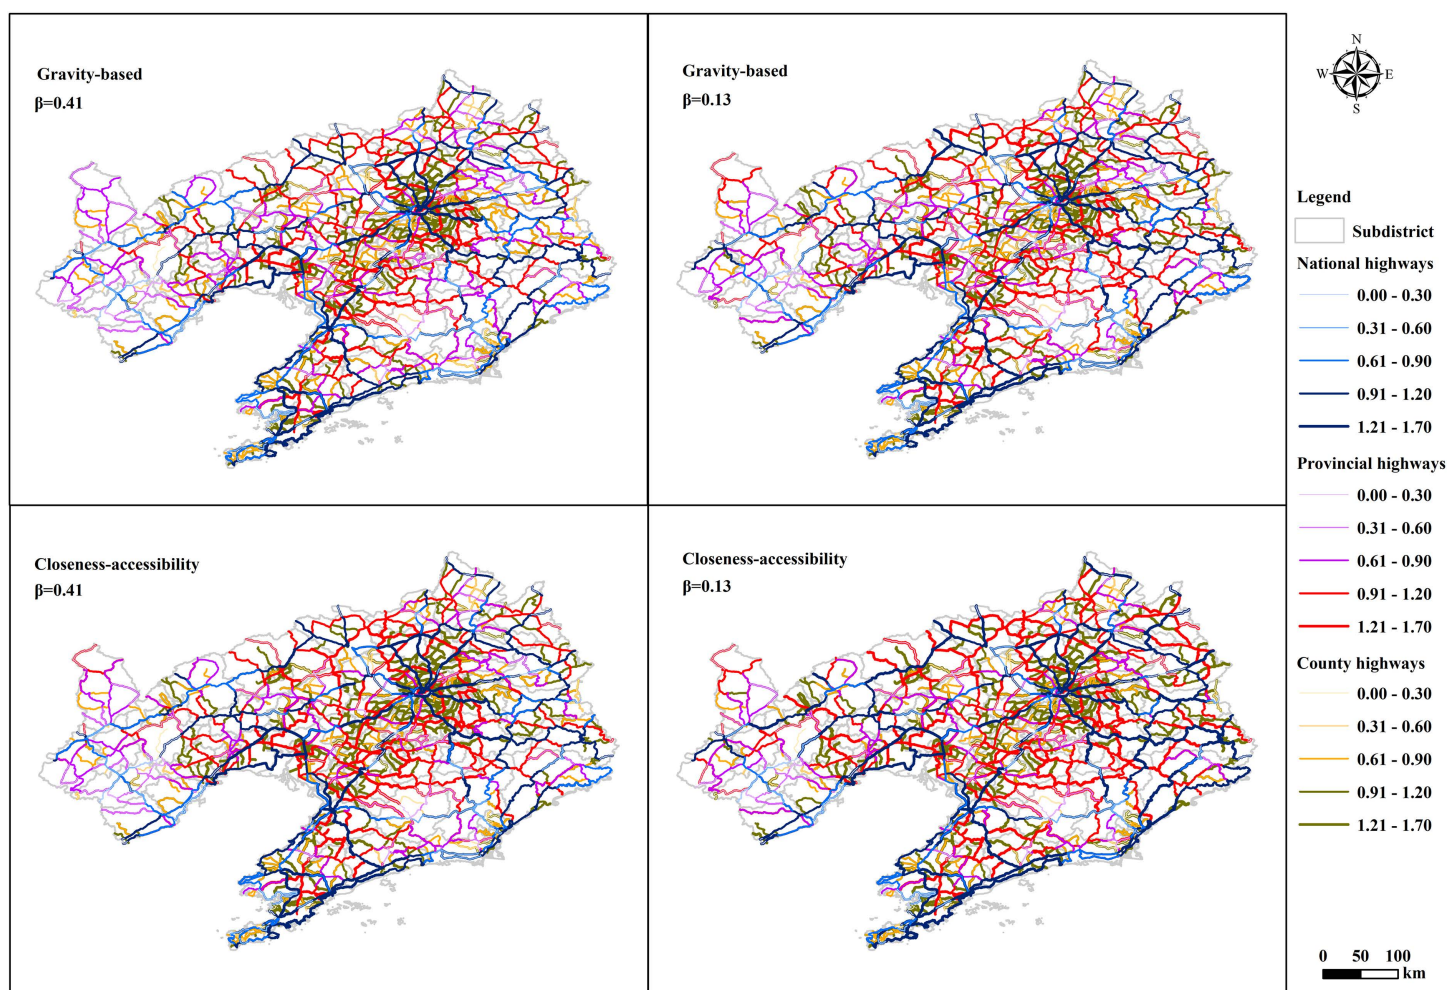 Gravity-based
β=0.41
Gravity-based
β=0.13
Closeness-accessibility
β=0.41
Closeness-accessibility
β=0.13
N
W E
S
Legend
Subdistrict
National highways
0.00 - 0.30
0.31 - 0.60
0.61 - 0.90
0.91 - 1.20
1.21 - 1.70
Provincial highways
0.00 - 0.30
0.31 - 0.60
0.61 - 0.90
0.91 - 1.20
1.21 - 1.70
County highways
0.00 - 0.30
0.31 - 0.60
0.61 - 0.90
0.91 - 1.20
1.21 - 1.70
0 50 100
km